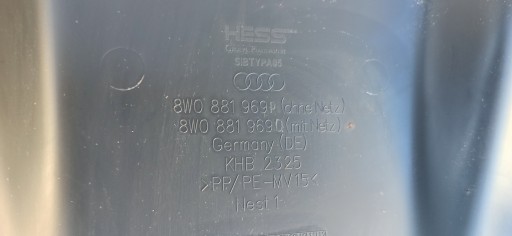 HESS
SIBTYPA05
8W0 881 969 (ohne Netz)
8W0 881 969 Q (mit Netz)
Germany (DE)
KHB 2325
>PP/PE-MV15<
Nest 1